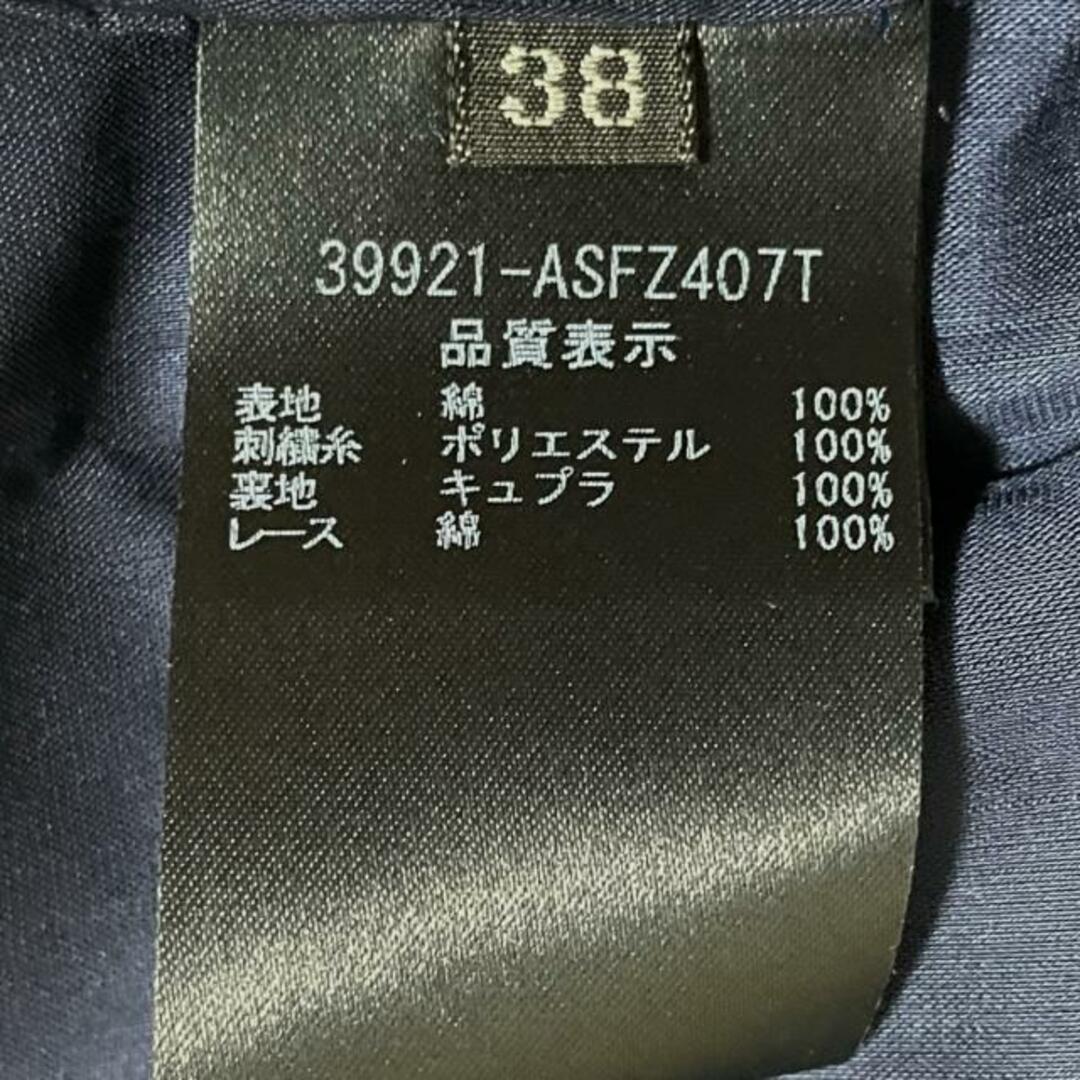 38
39921-ASFZ407T
品質表示
表地 綿 100%
刺繍糸 ポリエステル 100%
裏地 キュプラ 100%
レース 綿 100%